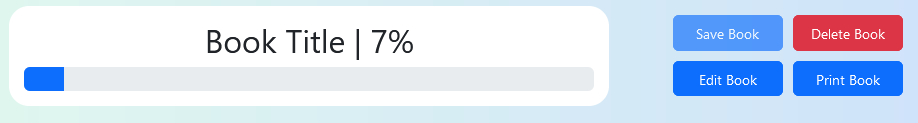 Book Title | 7%
Save Book
Delete Book
Edit Book
Print Book